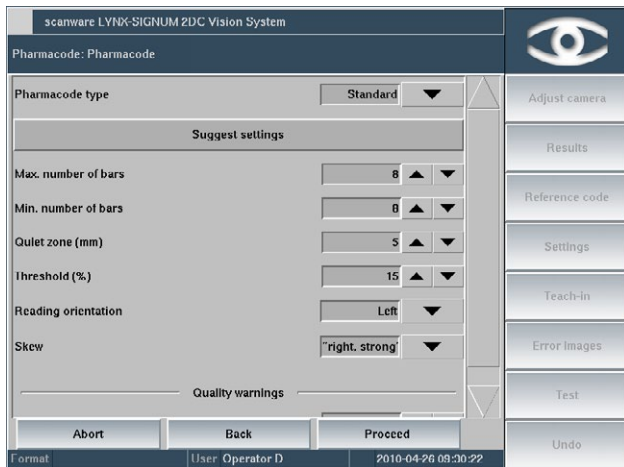 scanware LYNX-SIGNUM 2DC Vision System
Pharmacode: Pharmacode
Pharmacode type Standard
Suggest settings
Max. number of bars 8
Min. number of bars 8
Quiet zone (mm) 5
Threshold (%) 15
Reading orientation Left
Skew "right, strong"
Quality warnings
Abort Back Proceed
Format User Operator D 2010-04-26 09:30:22
Adjust camera
Results
Reference code
Settings
Teach-in
Error Images
Test
Undo